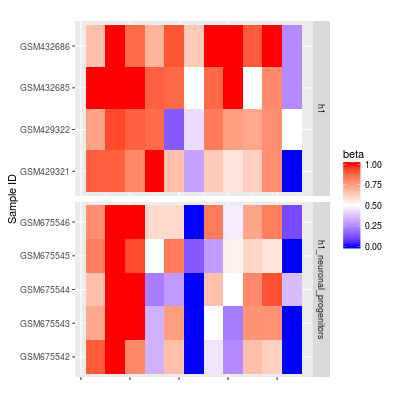 GSM432686
GSM432685
GSM429322
GSM429321
h1
GSM675546
GSM675545
GSM675544
GSM675543
GSM675542
h1_neuronal_progenitors
Sample ID
beta
1.00
0.75
0.50
0.25
0.00